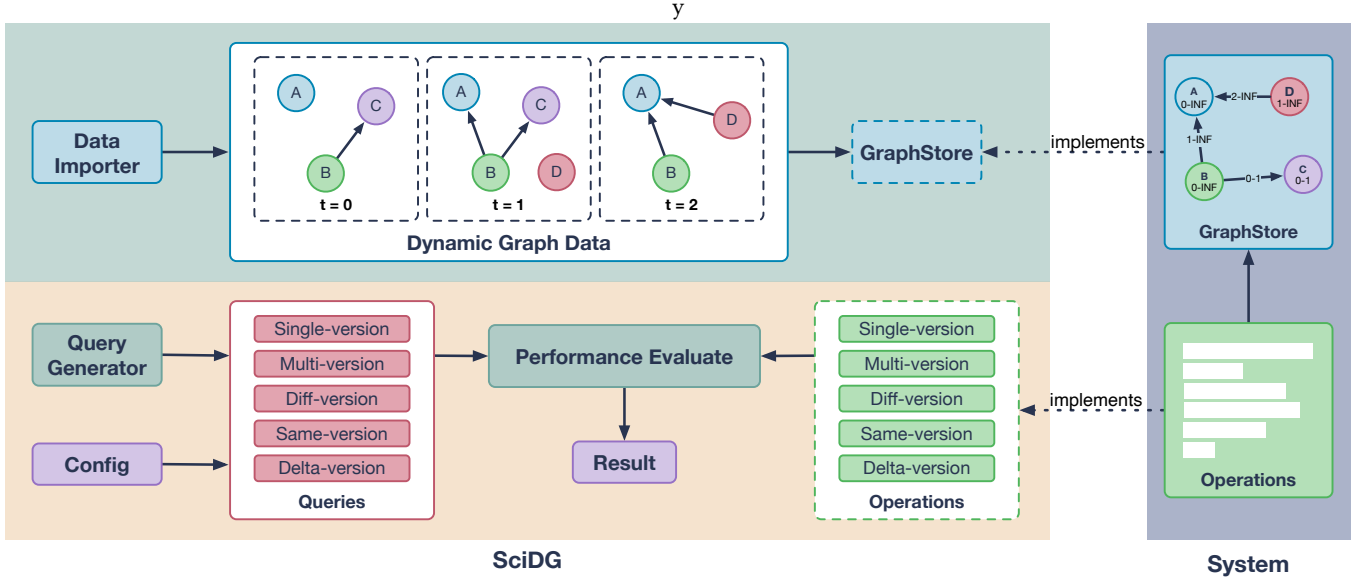 y
Data
Importer
A
C
B
t = 0
A
C
B
D
t = 1
A
D
B
t = 2
Dynamic Graph Data
GraphStore
implements
A
0-INF
2-INF
D
1-INF
1-INF
B
0-INF
0-1
C
0-1
GraphStore
Query
Generator
Config
Single-version
Multi-version
Diff-version
Same-version
Delta-version
Queries
Performance Evaluate
Result
Single-version
Multi-version
Diff-version
Same-version
Delta-version
Operations
implements
Operations
SciDG
System